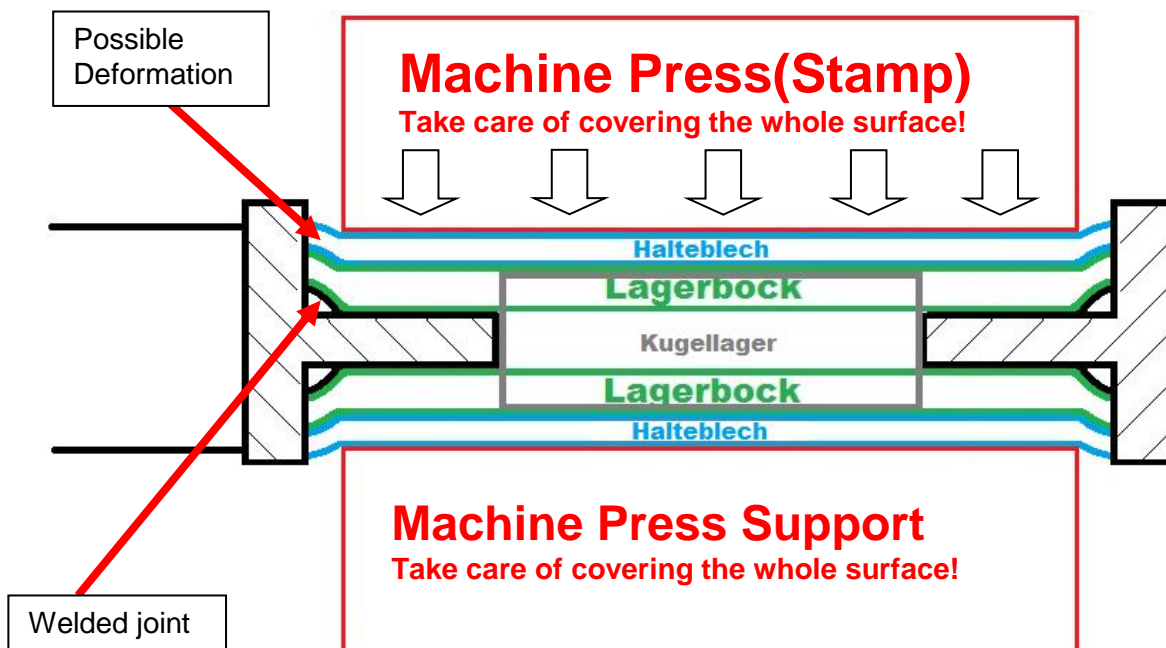 Possible
Deformation
Machine Press(Stamp)
Take care of covering the whole surface!
Halteblech
Lagerbock
Kugellager
Lagerbock
Halteblech
Machine Press Support
Take care of covering the whole surface!
Welded joint